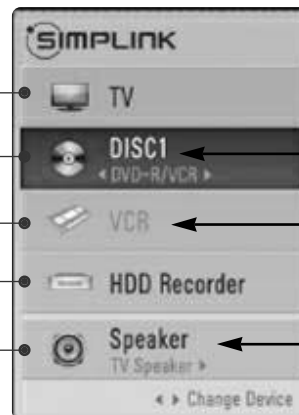 SIMPLINK
TV
DISC1
◂ DVD-R/VCR ▸
VCR
HDD Recorder
Speaker
TV Speaker ▸
◂ ▸ Change Device